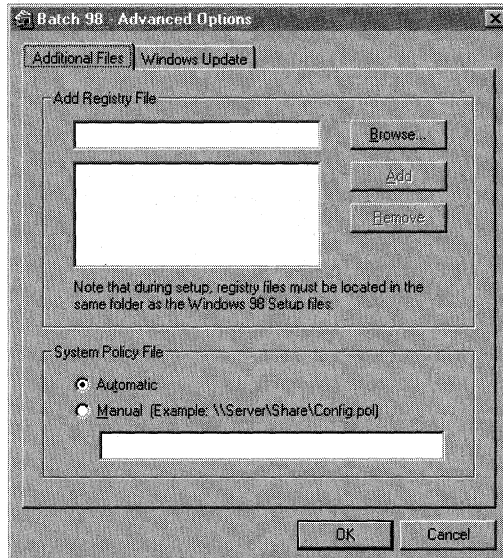 Batch 98 - Advanced Options
Additional Files
Windows Update
Add Registry File
Browse...
Add
Remove
Note that during setup, registry files must be located in the
same folder as the Windows 98 Setup files.
System Policy File
Automatic
Manual (Example: \\Server\Share\Config.pol)
OK
Cancel